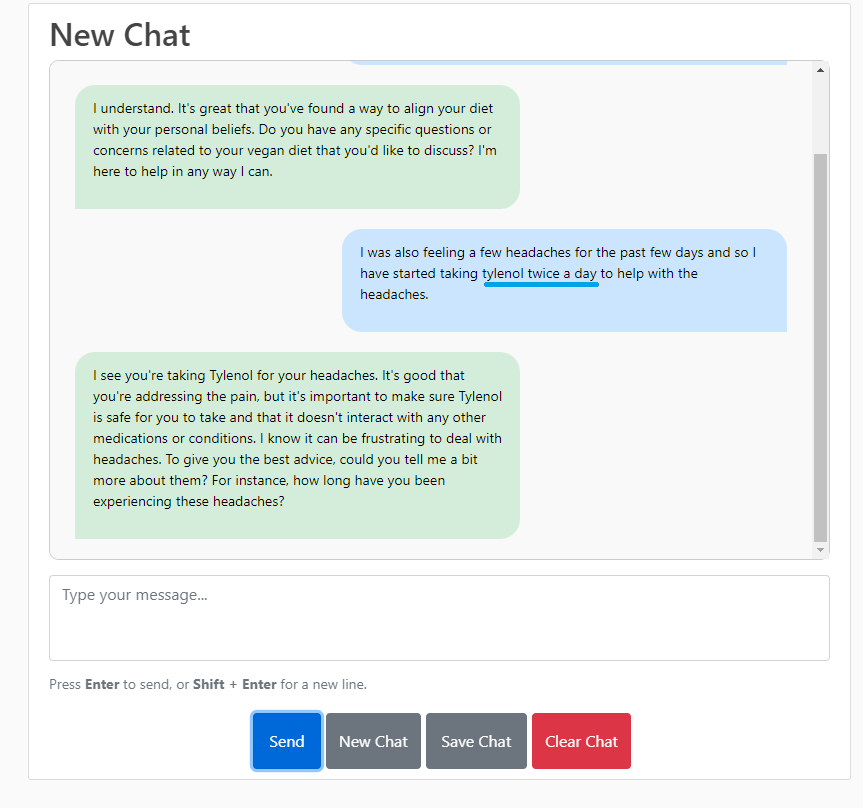 New Chat
I understand. It's great that you've found a way to align your diet
with your personal beliefs. Do you have any specific questions or
concerns related to your vegan diet that you'd like to discuss? I'm
here to help in any way I can.
I was also feeling a few headaches for the past few days and so I
have started taking tylenol twice a day to help with the
headaches.
I see you're taking Tylenol for your headaches. It's good that
you're addressing the pain, but it's important to make sure Tylenol
is safe for you to take and that it doesn't interact with any other
medications or conditions. I know it can be frustrating to deal with
headaches. To give you the best advice, could you tell me a bit
more about them? For instance, how long have you been
experiencing these headaches?
Type your message...
Press Enter to send, or Shift + Enter for a new line.
Send New Chat Save Chat Clear Chat